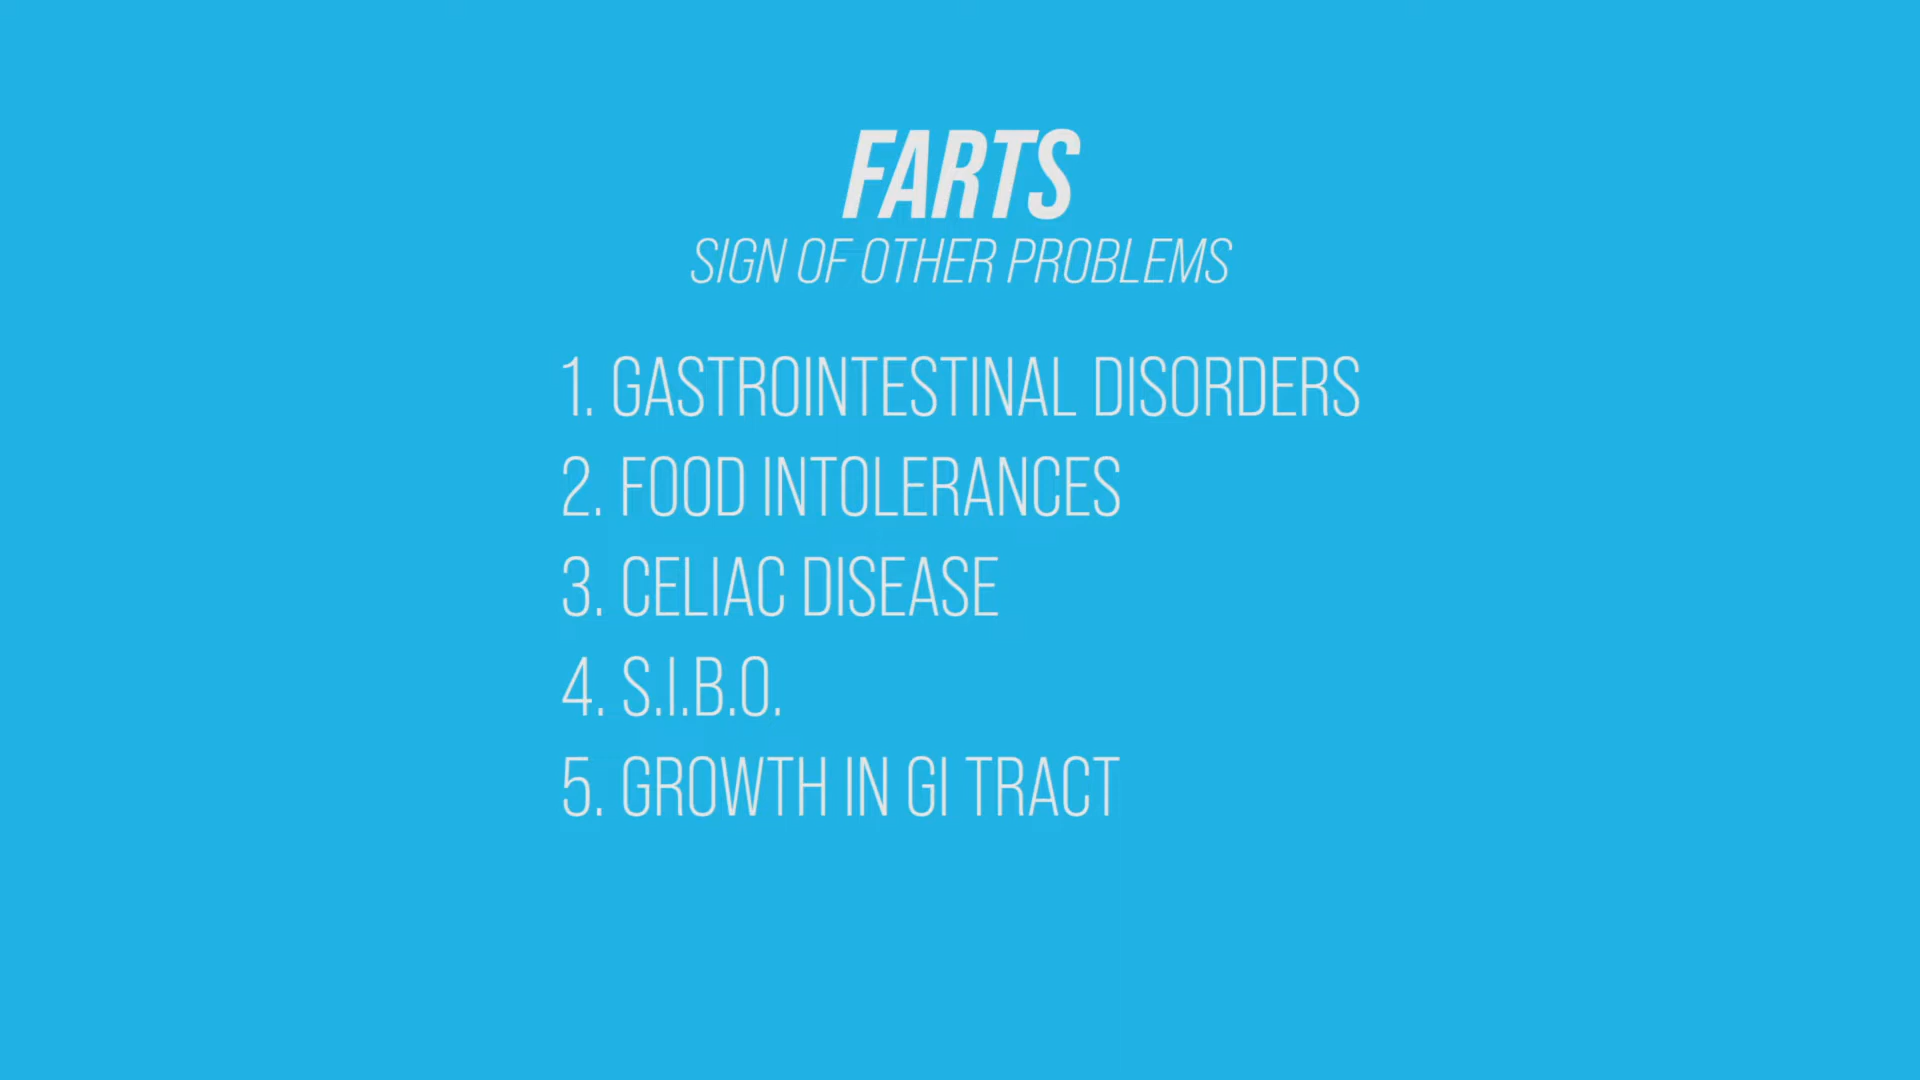 FARTS
SIGN OF OTHER PROBLEMS
1. GASTROINTESTINAL DISORDERS
2. FOOD INTOLERANCES
3. CELIAC DISEASE
4. S.I.B.O.
5. GROWTH IN GI TRACT